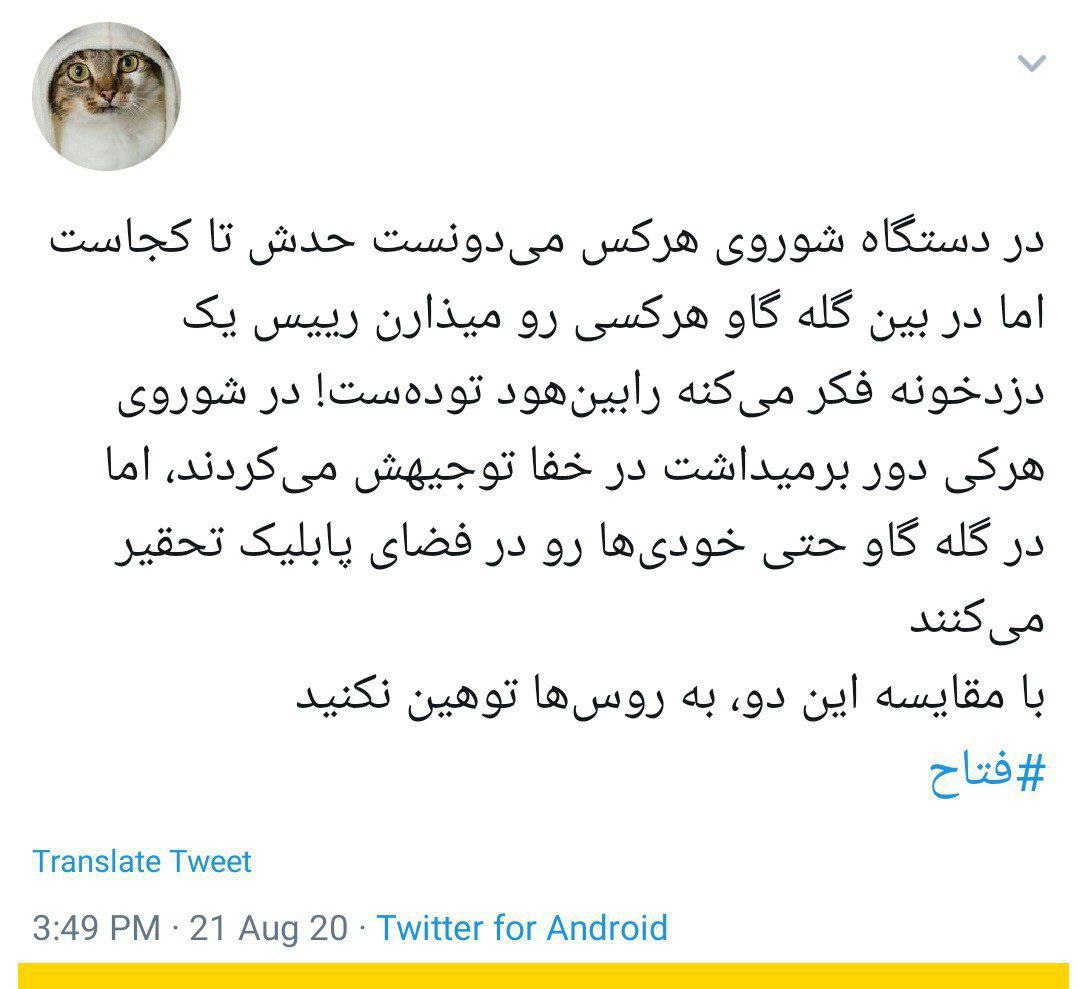 در دستگاه شوروی هرکس می‌دونست حدش تا کجاست
اما در بین گله گاو هرکسی رو میذارن رییس یک
دزدخونه فکر می‌کنه رابین‌هود توده‌ست! در شوروی
هرکی دور برمیداشت در خفا توجیهش می‌کردند، اما
در گله گاو حتی خودی‌ها رو در فضای پابلیک تحقیر
می‌کنند
با مقایسه این دو، به روس‌ها توهین نکنید
#فتاح
Translate Tweet
3:49 PM · 21 Aug 20 · Twitter for Android